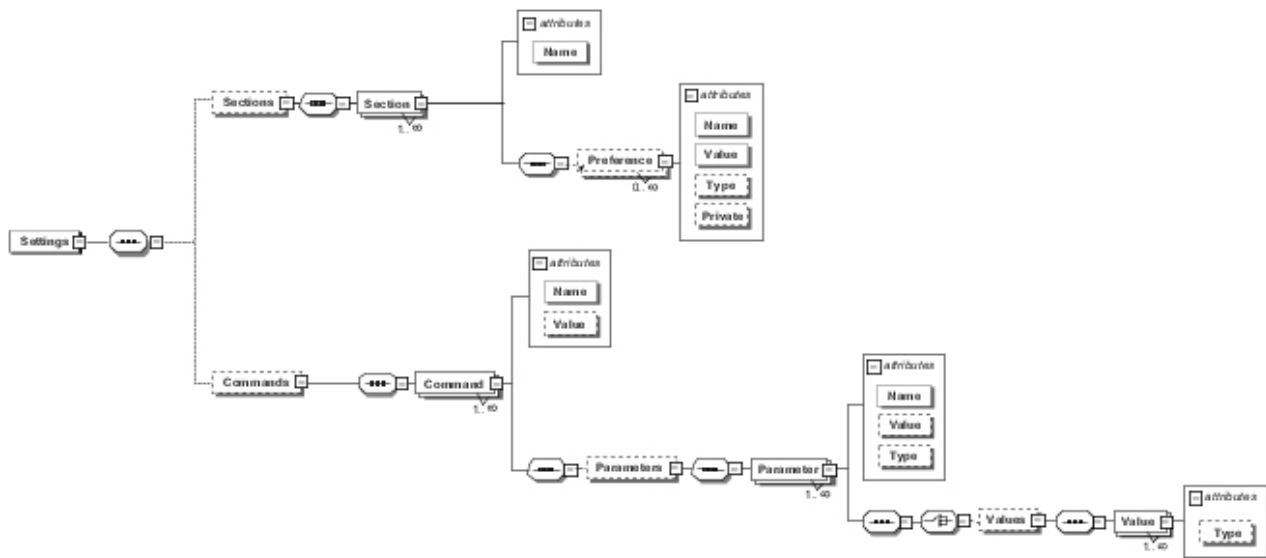 attributes
Name
attributes
Sections
Section
1..∞
Name
Value
Preference
0..∞
Type
Private
Settings
attributes
Name
Value
Commands
Command
1..∞
attributes
Name
Value
Type
Parameters
Parameter
1..∞
attributes
Values
Value
1..∞
Type